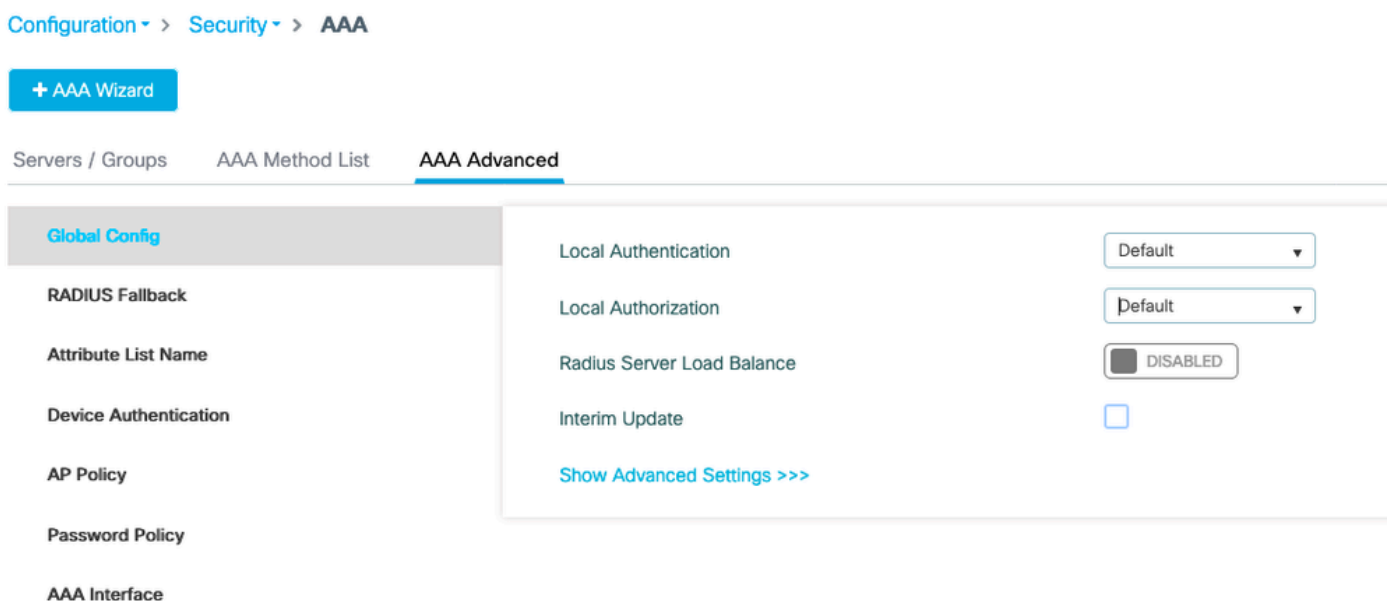 Configuration > Security > AAA
+ AAA Wizard
Servers / Groups AAA Method List AAA Advanced
Global Config
RADIUS Fallback
Attribute List Name
Device Authentication
AP Policy
Password Policy
AAA Interface
Local Authentication Default
Local Authorization Default
Radius Server Load Balance DISABLED
Interim Update
Show Advanced Settings >>>